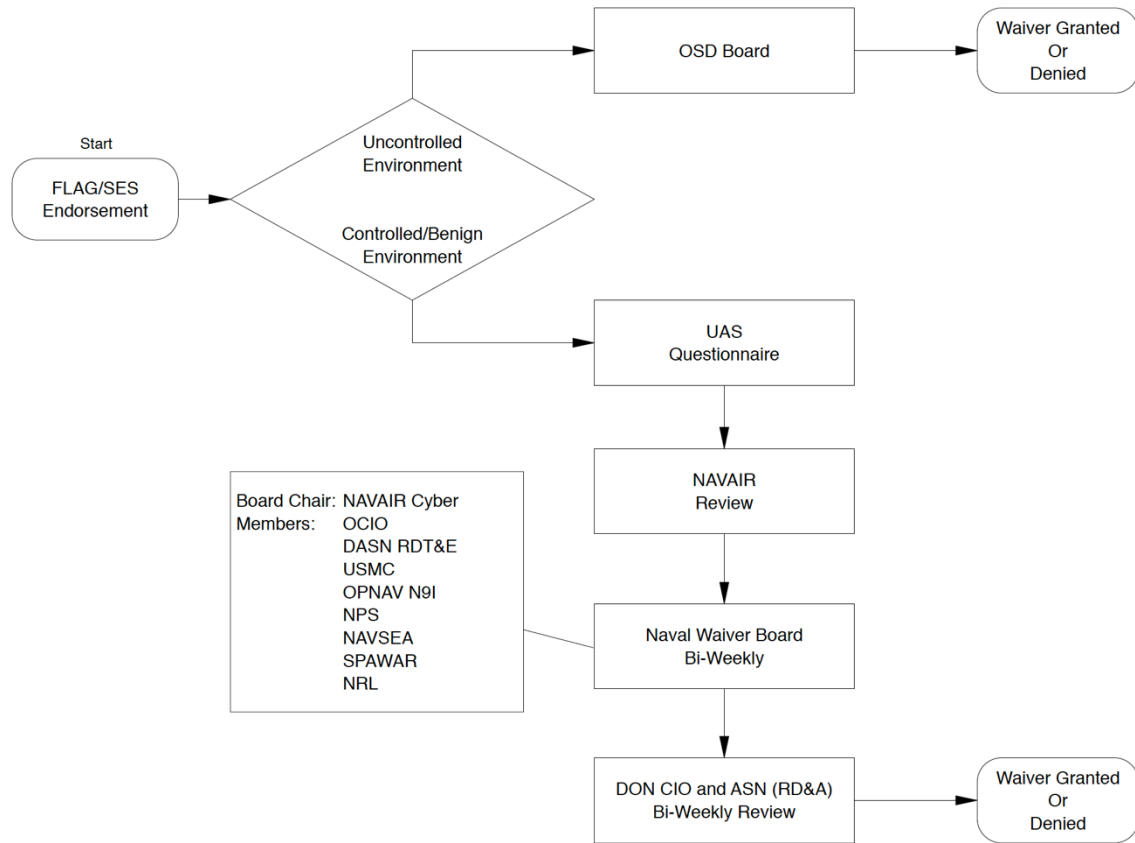 OSD Board
Waiver Granted
Or
Denied
Uncontrolled
Environment
Start
FLAG/SES
Endorsement
Controlled/Benign
Environment
UAS
Questionnaire
NAVAIR
Review
Board Chair: NAVAIR Cyber
Members: OCIO
DASN RDT&E
USMC
OPNAV N9I
NPS
NAVSEA
SPAWAR
NRL
Naval Waiver Board
Bi-Weekly
DON CIO and ASN (RD&A)
Bi-Weekly Review
Waiver Granted
Or
Denied